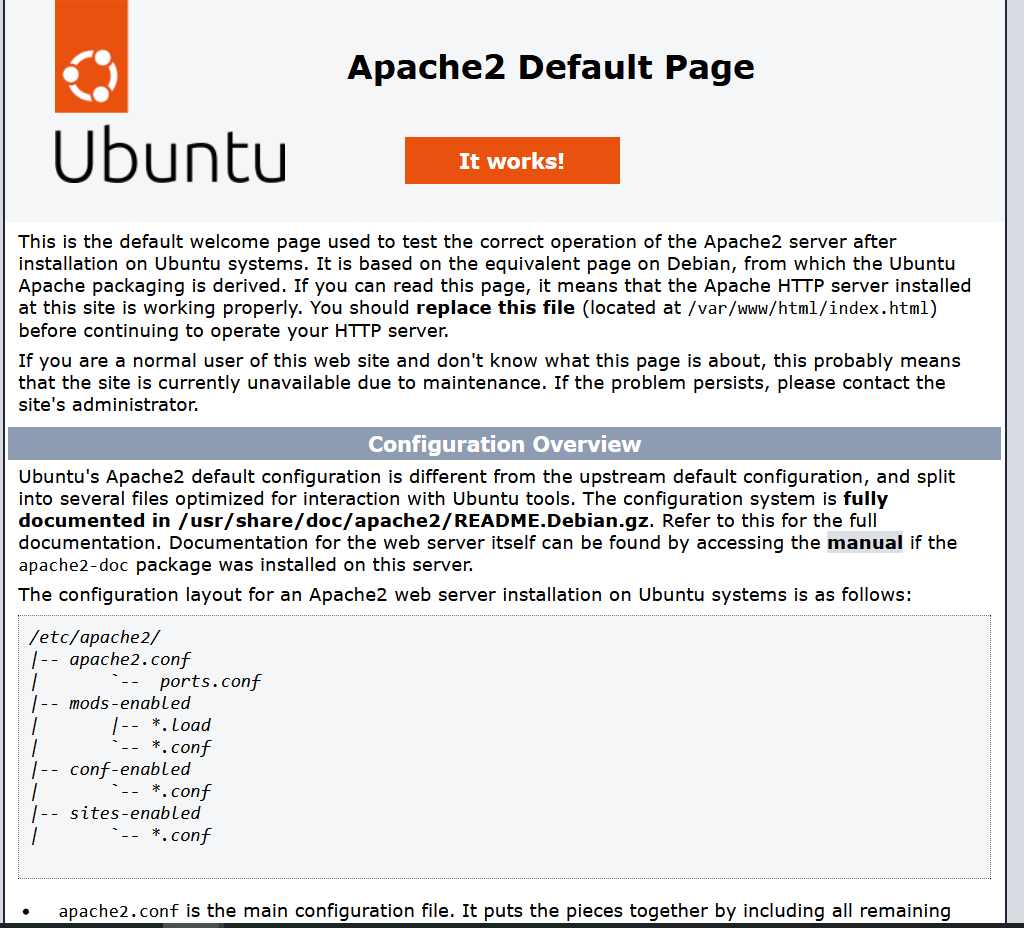 Apache2 Default Page
Ubuntu
It works!
This is the default welcome page used to test the correct operation of the Apache2 server after
installation on Ubuntu systems. It is based on the equivalent page on Debian, from which the Ubuntu
Apache packaging is derived. If you can read this page, it means that the Apache HTTP server installed
at this site is working properly. You should replace this file (located at /var/www/html/index.html)
before continuing to operate your HTTP server.
If you are a normal user of this web site and don't know what this page is about, this probably means
that the site is currently unavailable due to maintenance. If the problem persists, please contact the
site's administrator.
Configuration Overview
Ubuntu's Apache2 default configuration is different from the upstream default configuration, and split
into several files optimized for interaction with Ubuntu tools. The configuration system is fully
documented in /usr/share/doc/apache2/README.Debian.gz. Refer to this for the full
documentation. Documentation for the web server itself can be found by accessing the manual if the
apache2-doc package was installed on this server.
The configuration layout for an Apache2 web server installation on Ubuntu systems is as follows:
/etc/apache2/
|-- apache2.conf
|       `--  ports.conf
|-- mods-enabled
|       |-- *.load
|       `-- *.conf
|-- conf-enabled
|       `-- *.conf
|-- sites-enabled
|       `-- *.conf
• apache2.conf is the main configuration file. It puts the pieces together by including all remaining